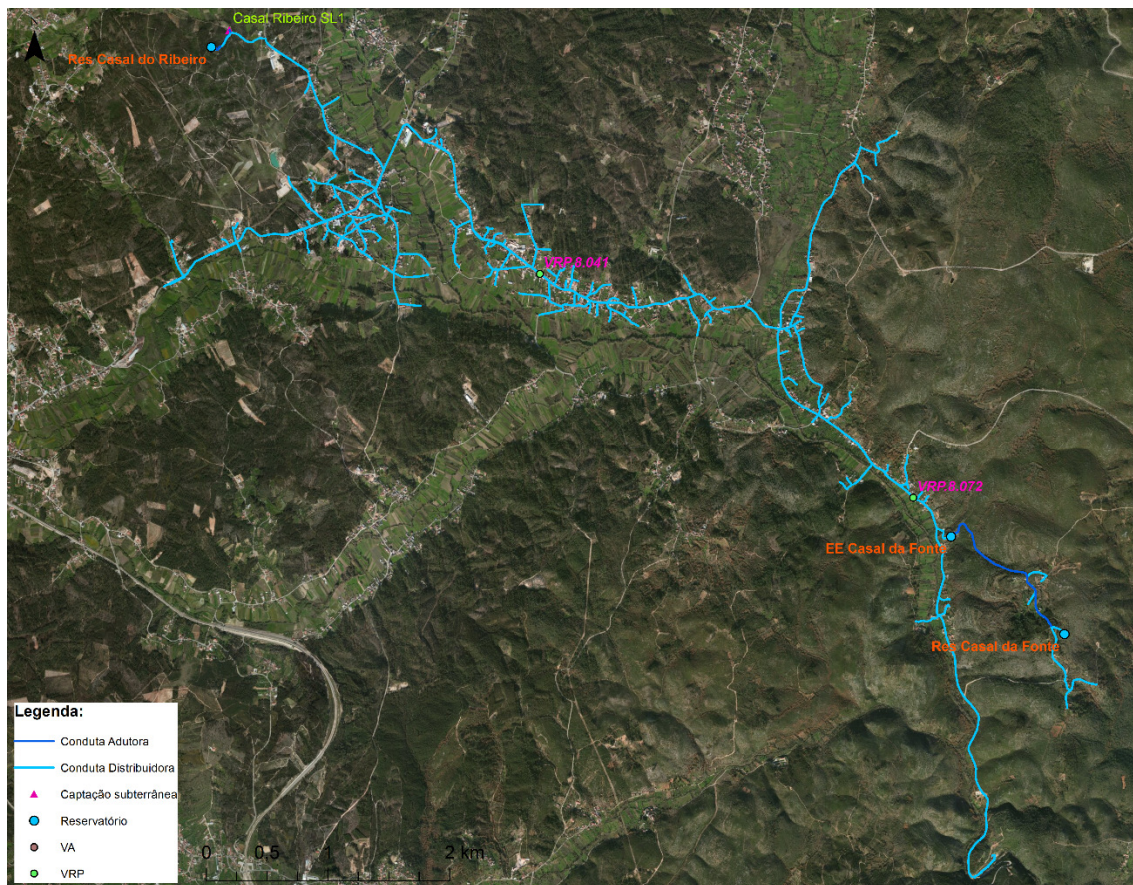 Casal Ribeiro SL1
Res Casal do Ribeiro
VRP.8.041
VRP.8.072
EE Casal da Fonte
Res Casal da Fonte
Legenda:
Conduta Adutora
Conduta Distribuidora
Captação subterrânea
Reservatório
VA
VRP
0 0,5 1 2 km